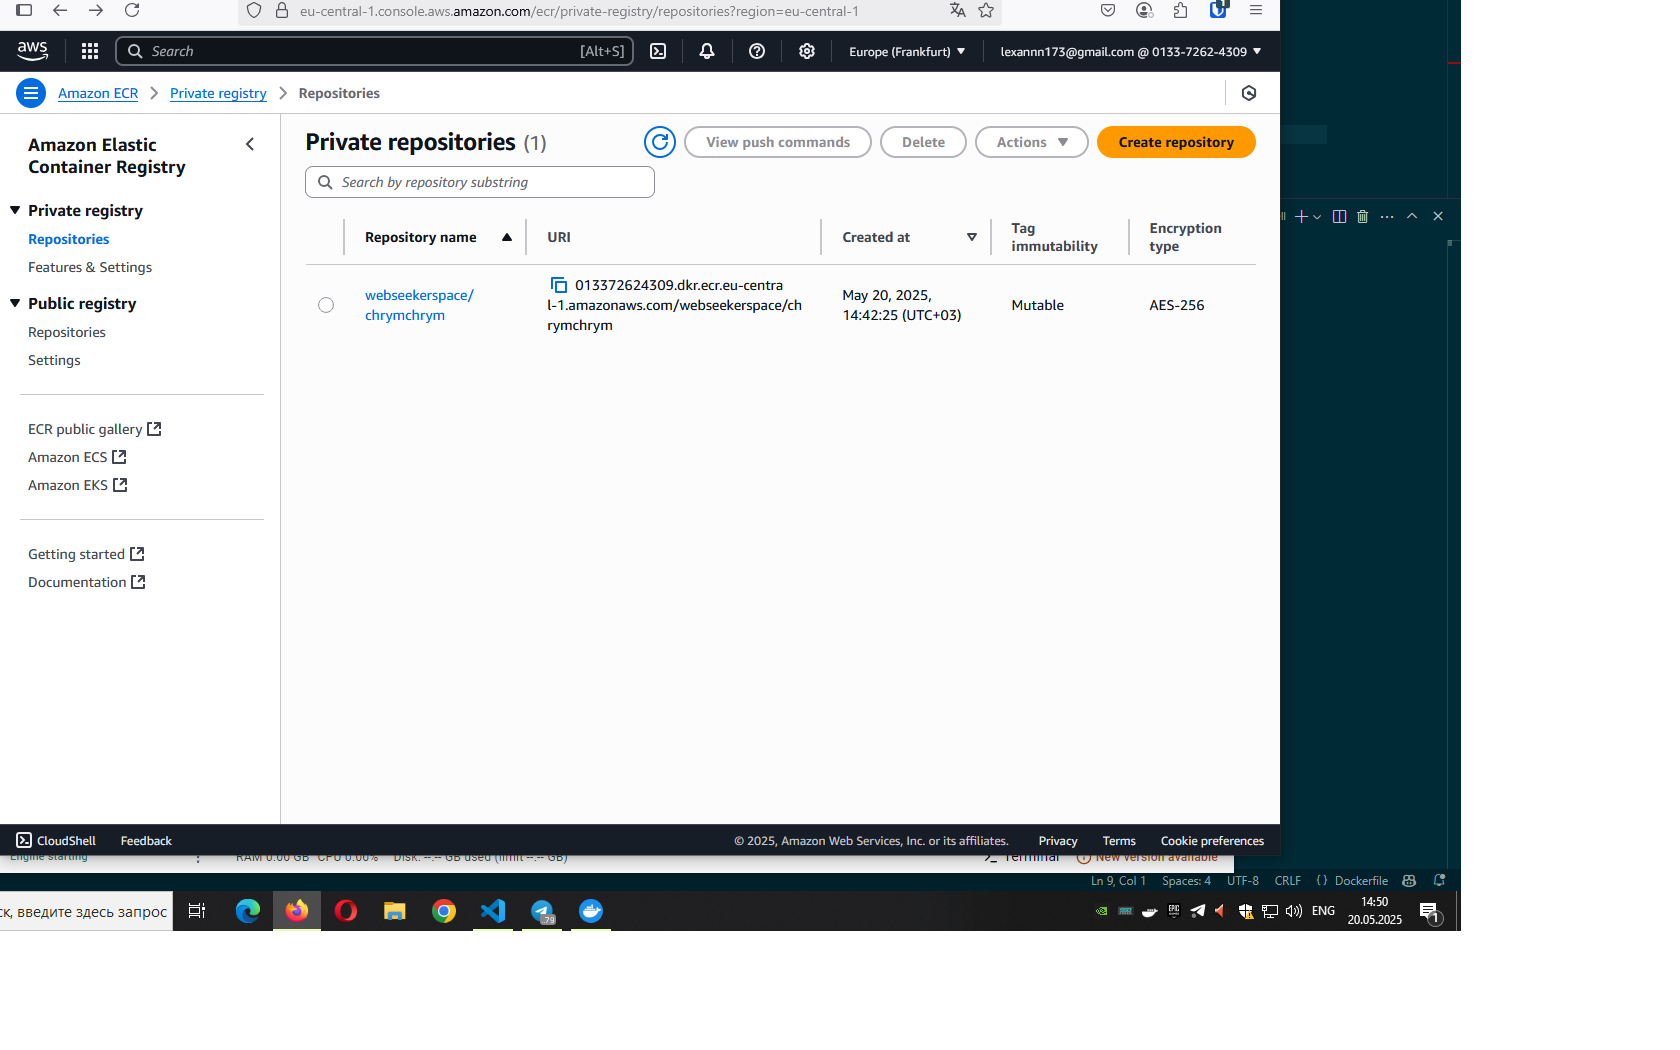 eu-central-1.console.aws.amazon.com/ecr/private-registry/repositories?region=eu-central-1
aws
Search
[Alt+S]
Europe (Frankfurt)
lexannn173@gmail.com @ 0133-7262-4309
Amazon ECR
Private registry
Repositories
Amazon Elastic
Container Registry
Private registry
Repositories
Features & Settings
Public registry
Repositories
Settings
ECR public gallery
Amazon ECS
Amazon EKS
Getting started
Documentation
Private repositories (1)
View push commands
Delete
Actions
Create repository
Search by repository substring
Repository name
URI
Created at
Tag
immutability
Encryption
type
webseekerspace/
chrymchrym
013372624309.dkr.ecr.eu-centra
l-1.amazonaws.com/webseekerspace/ch
rymchrym
May 20, 2025,
14:42:25 (UTC+03)
Mutable
AES-256
CloudShell
Feedback
© 2025, Amazon Web Services, Inc. or its affiliates.
Privacy
Terms
Cookie preferences
Engine starting
RAM 0.00 GB CPU 0.00% Disk: --.-- GB used (limit --.-- GB)
Terminal
New version available
Ln 9, Col 1
Spaces: 4
UTF-8
CRLF
{ } Dockerfile
ск, введите здесь запрос
79
EPIC
ENG
14:50
20.05.2025
1